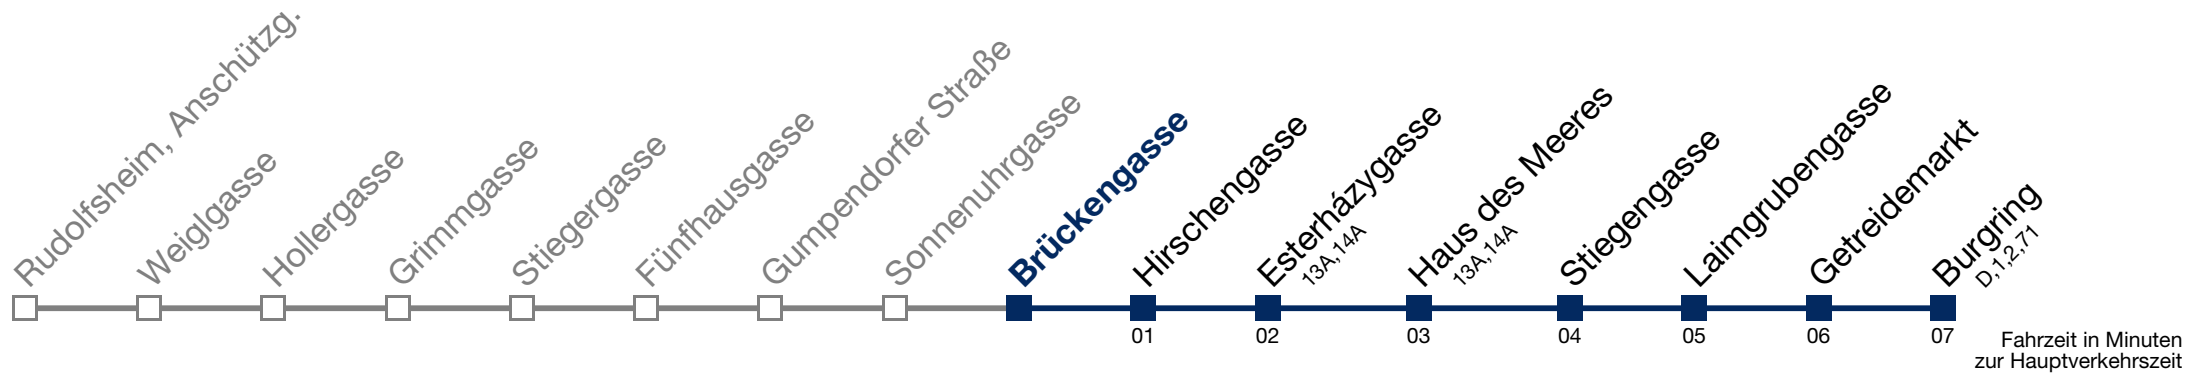 Rudolfsheim, Anschützg.
Weiglgasse
Hollergasse
Grimmgasse
Stiegergasse
Fünfhausgasse
Gumpendorfer Straße
Sonnenuhrgasse
Brückengasse
Hirschengasse
01
Esterházygasse
13A,14A
02
Haus des Meeres
13A,14A
03
Stiegengasse
04
Laimgrubengasse
05
Getreidemarkt
06
Burgring
D,1,2,71
07
Fahrzeit in Minuten
zur Hauptverkehrszeit